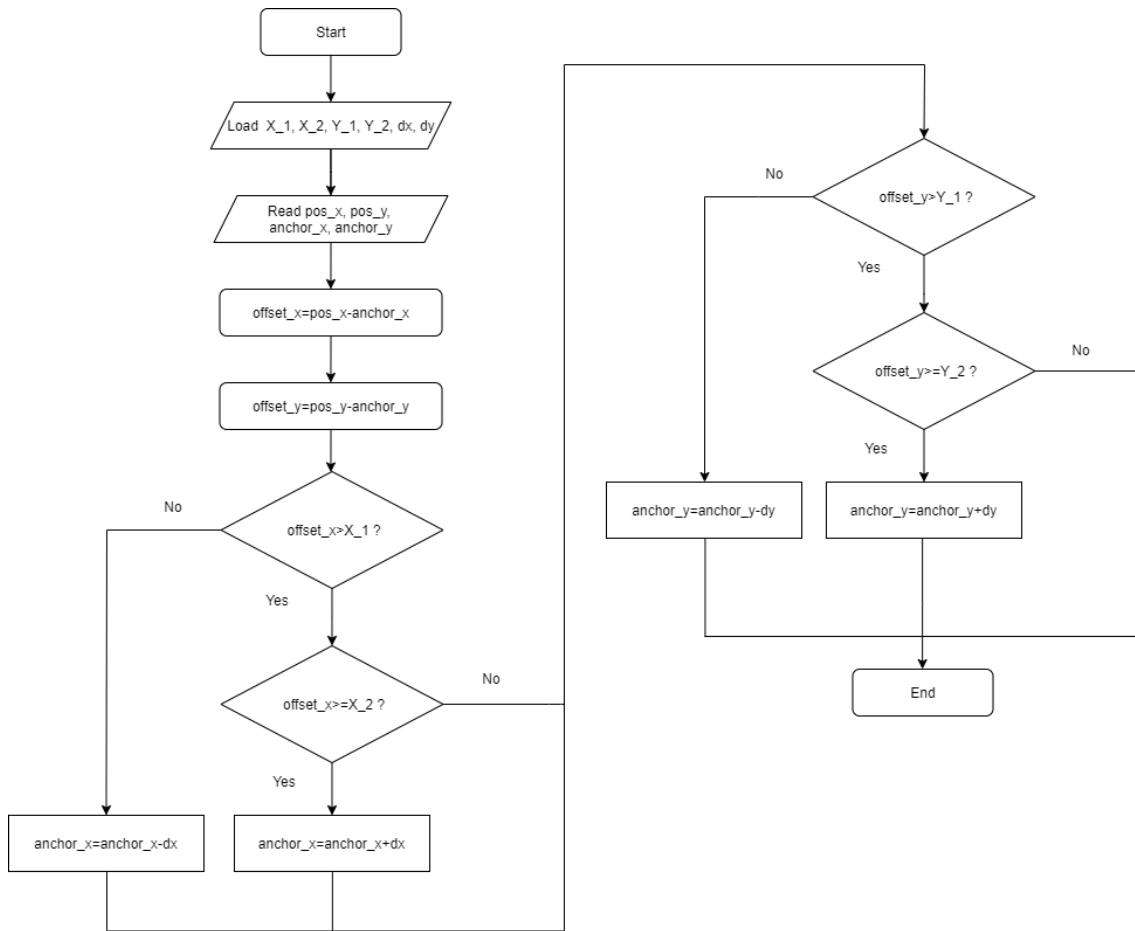 Start
Load X_1, X_2, Y_1, Y_2, dx, dy
Read pos_x, pos_y,
anchor_x, anchor_y
offset_x=pos_x-anchor_x
offset_y=pos_y-anchor_y
No
offset_x>X_1 ?
Yes
No
offset_x>=X_2 ?
Yes
anchor_x=anchor_x-dx
anchor_x=anchor_x+dx
No
offset_y>Y_1 ?
Yes
No
offset_y>=Y_2 ?
Yes
anchor_y=anchor_y-dy
anchor_y=anchor_y+dy
End